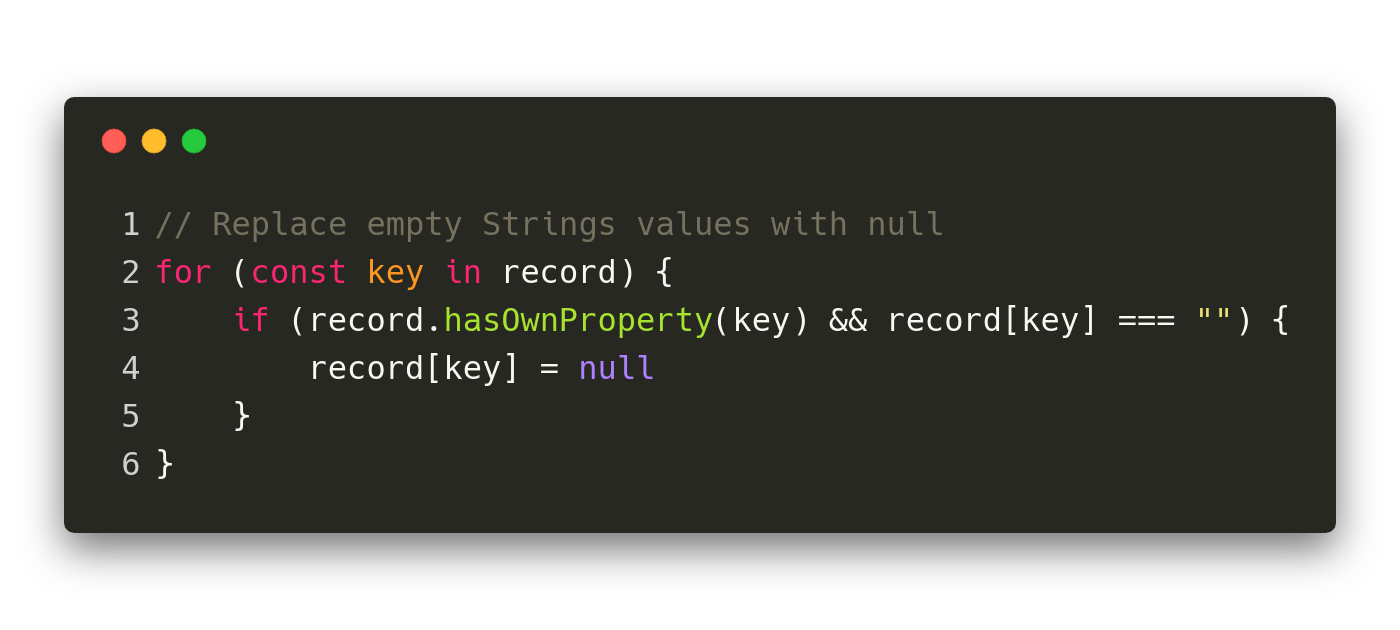 1 // Replace empty Strings values with null
2 for (const key in record) {
3     if (record.hasOwnProperty(key) && record[key] === "") {
4         record[key] = null
5     }
6 }